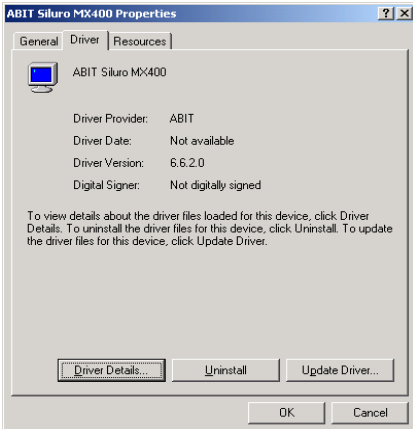 ABIT Siluro MX400 Properties
General Driver Resources
ABIT Siluro MX400
Driver Provider: ABIT
Driver Date: Not available
Driver Version: 6.6.2.0
Digital Signer: Not digitally signed
To view details about the driver files loaded for this device, click Driver
Details. To uninstall the driver files for this device, click Uninstall. To update
the driver files for this device, click Update Driver.
Driver Details... Uninstall Update Driver...
OK Cancel